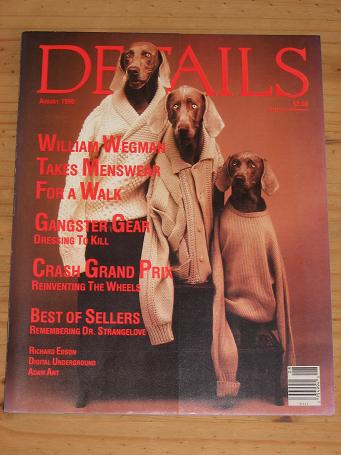 DETAILS
AUGUST 1990
$2.50
WILLIAM WEGMAN
TAKES MENSWEAR
FOR A WALK
GANGSTER GEAR
DRESSING TO KILL
CRASH GRAND PRIX
REINVENTING THE WHEELS
BEST OF SELLERS
REMEMBERING DR. STRANGELOVE
RICHARD EDSON
DIGITAL UNDERGROUND
ADAM ANT